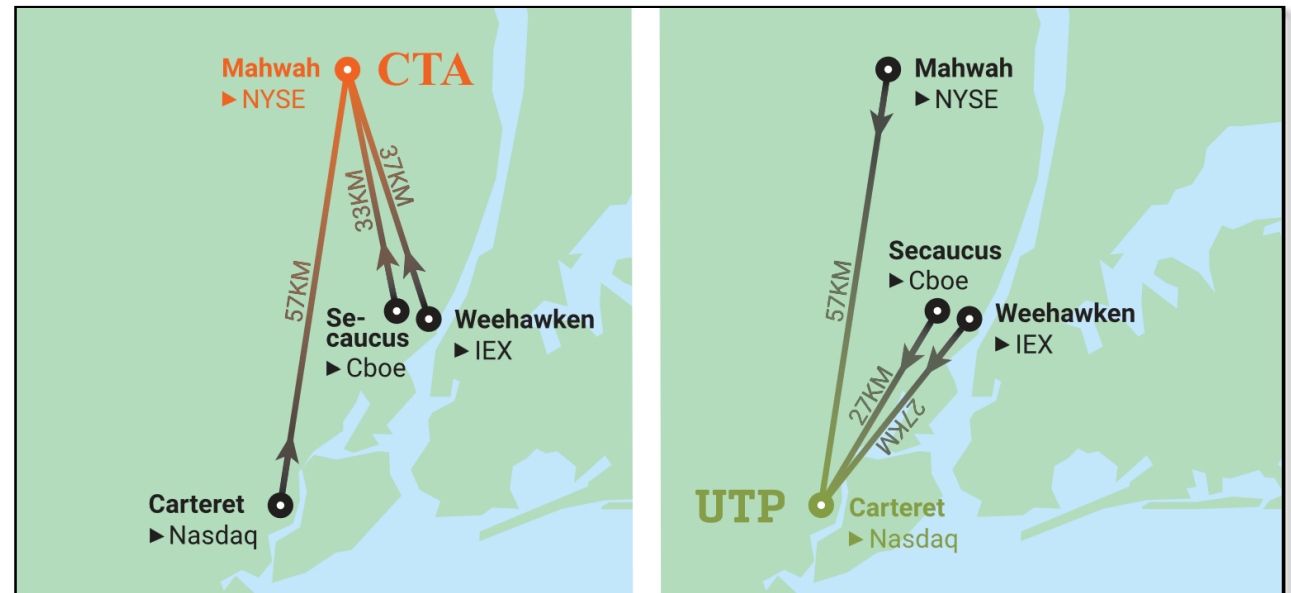 Mahwah
▶ NYSE
CTA
57KM
33KM
37KM
Se-
caucus
▶ Cboe
Weehawken
▶ IEX
Carteret
▶ Nasdaq
Mahwah
▶ NYSE
57KM
Secaucus
▶ Cboe
Weehawken
▶ IEX
27KM
27KM
UTP
Carteret
▶ Nasdaq